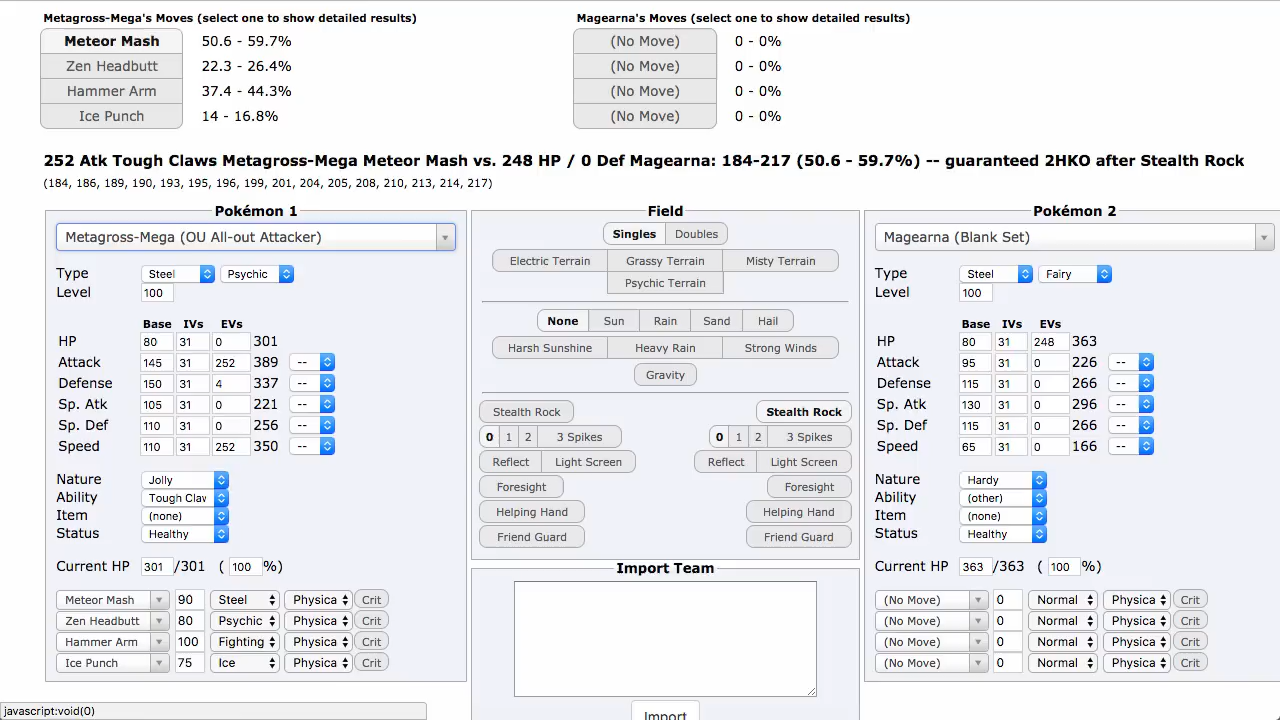 Metagross-Mega's Moves (select one to show detailed results)
Meteor Mash 50.6 - 59.7%
Zen Headbutt 22.3 - 26.4%
Hammer Arm 37.4 - 44.3%
Ice Punch 14 - 16.8%
Magearna's Moves (select one to show detailed results)
(No Move) 0 - 0%
(No Move) 0 - 0%
(No Move) 0 - 0%
(No Move) 0 - 0%
252 Atk Tough Claws Metagross-Mega Meteor Mash vs. 248 HP / 0 Def Magearna: 184-217 (50.6 - 59.7%) -- guaranteed 2HKO after Stealth Rock
(184, 186, 189, 190, 193, 195, 196, 199, 201, 204, 205, 208, 210, 213, 214, 217)
Pokémon 1
Metagross-Mega (OU All-out Attacker)
Type Steel Psychic
Level 100
Base IVs EVs
HP 80 31 0 301
Attack 145 31 252 389 --
Defense 150 31 4 337 --
Sp. Atk 105 31 0 221 --
Sp. Def 110 31 0 256 --
Speed 110 31 252 350 --
Nature Jolly
Ability Tough Claw
Item (none)
Status Healthy
Current HP 301 /301 ( 100 %)
Meteor Mash 90 Steel Physica Crit
Zen Headbutt 80 Psychic Physica Crit
Hammer Arm 100 Fighting Physica Crit
Ice Punch 75 Ice Physica Crit
Field
Singles Doubles
Electric Terrain Grassy Terrain Misty Terrain
Psychic Terrain
None Sun Rain Sand Hail
Harsh Sunshine Heavy Rain Strong Winds
Gravity
Stealth Rock Stealth Rock
0 1 2 3 Spikes 0 1 2 3 Spikes
Reflect Light Screen Reflect Light Screen
Foresight Foresight
Helping Hand Helping Hand
Friend Guard Friend Guard
Import Team
Import
Pokémon 2
Magearna (Blank Set)
Type Steel Fairy
Level 100
Base IVs EVs
HP 80 31 248 363
Attack 95 31 0 226 --
Defense 115 31 0 266 --
Sp. Atk 130 31 0 296 --
Sp. Def 115 31 0 266 --
Speed 65 31 0 166 --
Nature Hardy
Ability (other)
Item (none)
Status Healthy
Current HP 363 /363 ( 100 %)
(No Move) 0 Normal Physica Crit
(No Move) 0 Normal Physica Crit
(No Move) 0 Normal Physica Crit
(No Move) 0 Normal Physica Crit
javascript:void(0)